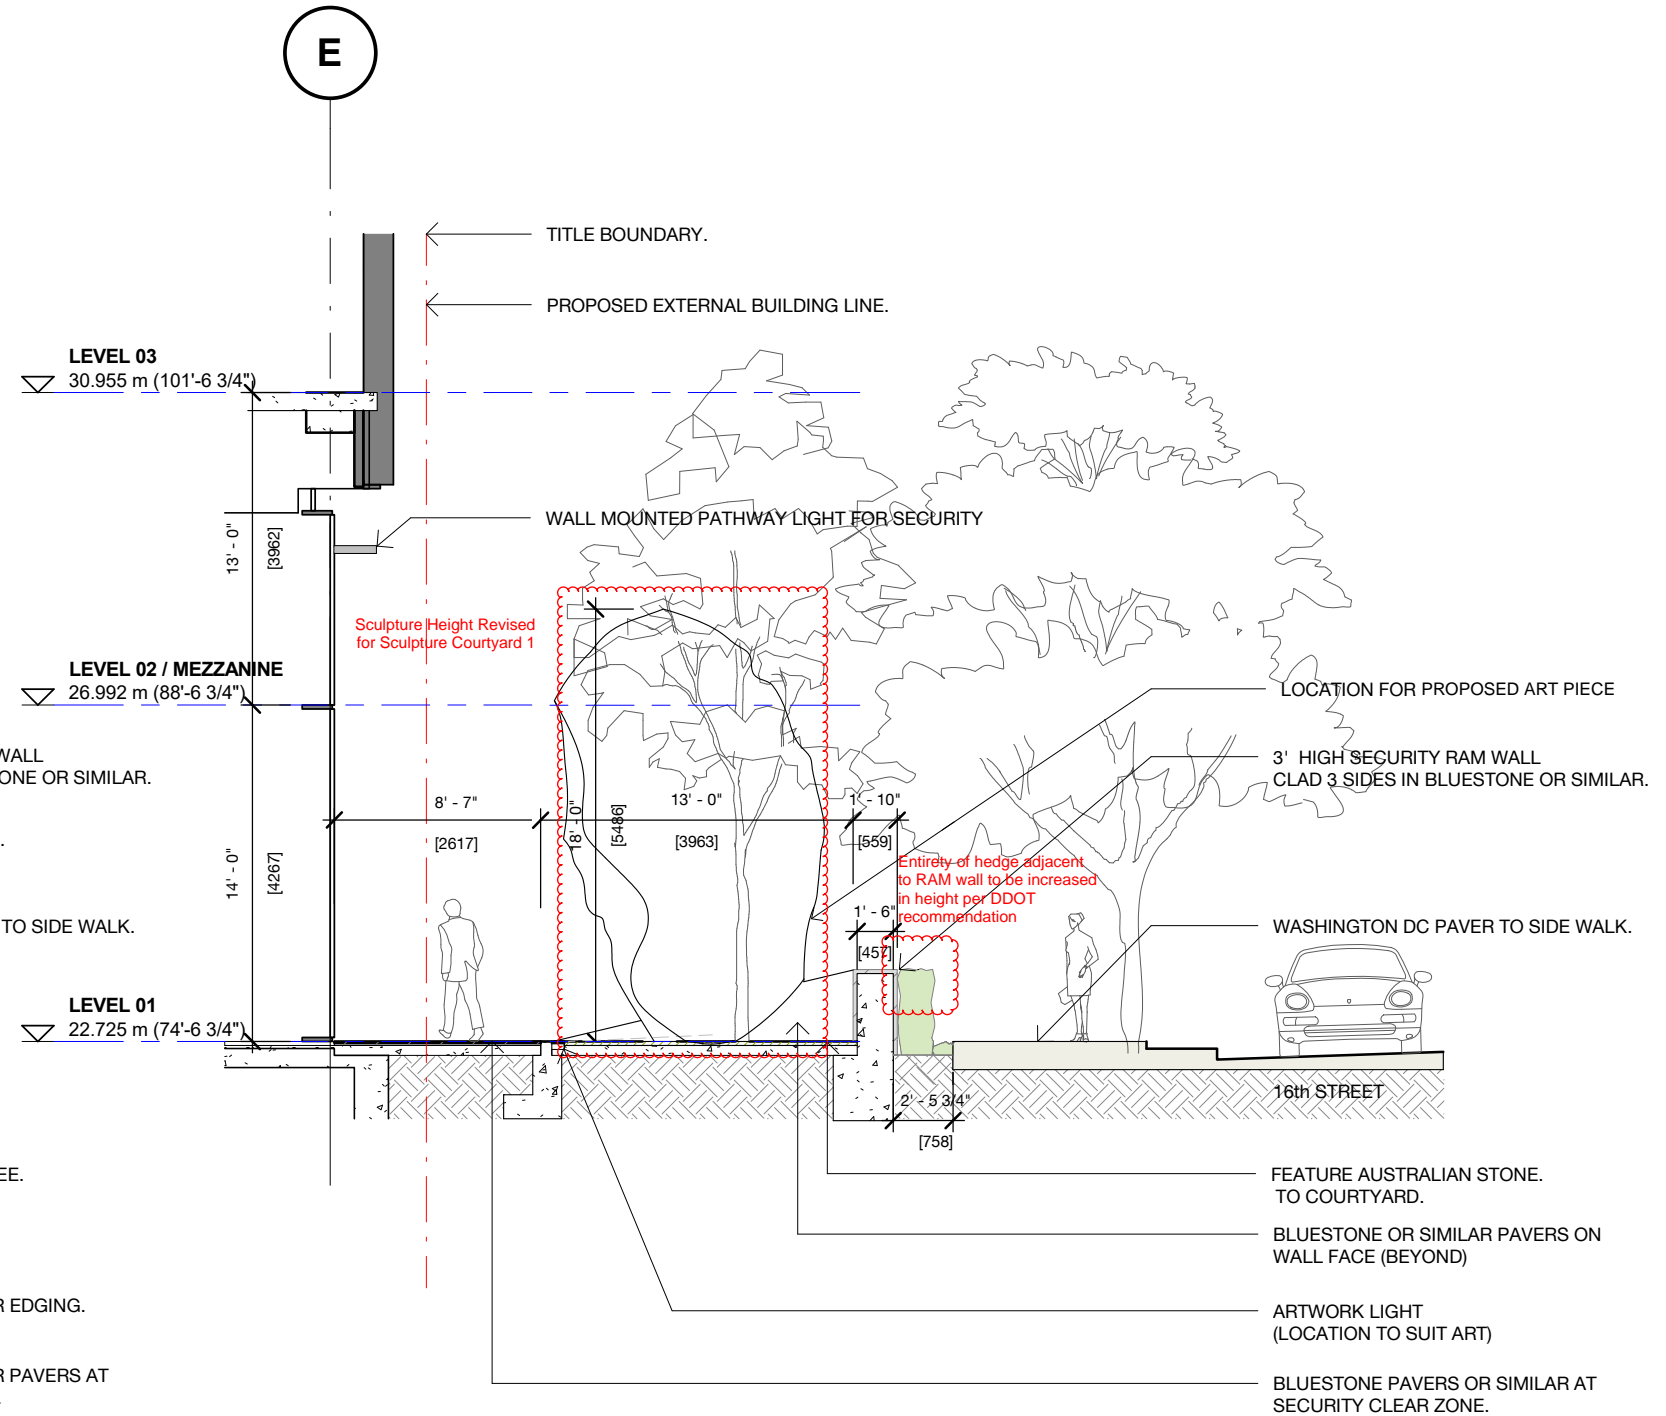 E
TITLE BOUNDARY.
PROPOSED EXTERNAL BUILDING LINE.
LEVEL 03
30.955 m (101'-6 3/4")
WALL MOUNTED PATHWAY LIGHT FOR SECURITY
13' - 0"
[3962]
Sculpture Height Revised
for Sculpture Courtyard 1
LEVEL 02 / MEZZANINE
26.992 m (88'-6 3/4")
LOCATION FOR PROPOSED ART PIECE
WALL
ONE OR SIMILAR.
3' HIGH SECURITY RAM WALL
CLAD 3 SIDES IN BLUESTONE OR SIMILAR.
8' - 7"
[2617]
18' - 0"
[5486]
13' - 0"
[3963]
1' - 10"
[559]
14' - 0"
[4267]
Entirety of hedge adjacent
to RAM wall to be increased
in height per DDOT
recommendation
1' - 6"
[457]
TO SIDE WALK.
WASHINGTON DC PAVER TO SIDE WALK.
LEVEL 01
22.725 m (74'-6 3/4")
16th STREET
2' - 5 3/4"
[758]
EE.
FEATURE AUSTRALIAN STONE.
TO COURTYARD.
BLUESTONE OR SIMILAR PAVERS ON
WALL FACE (BEYOND)
R EDGING.
ARTWORK LIGHT
(LOCATION TO SUIT ART)
R PAVERS AT
BLUESTONE PAVERS OR SIMILAR AT
SECURITY CLEAR ZONE.